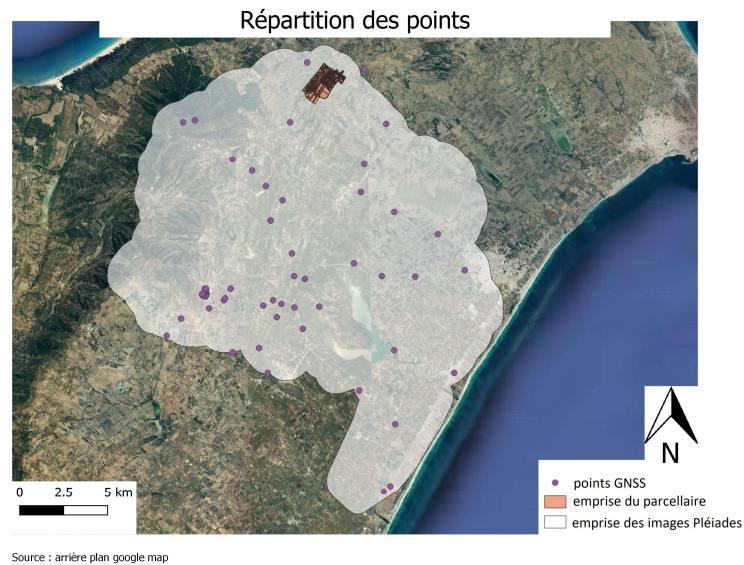 Répartition des points
N
0 2.5 5 km
points GNSS
emprise du parcellaire
emprise des images Pléiades
Source : arrière plan google map